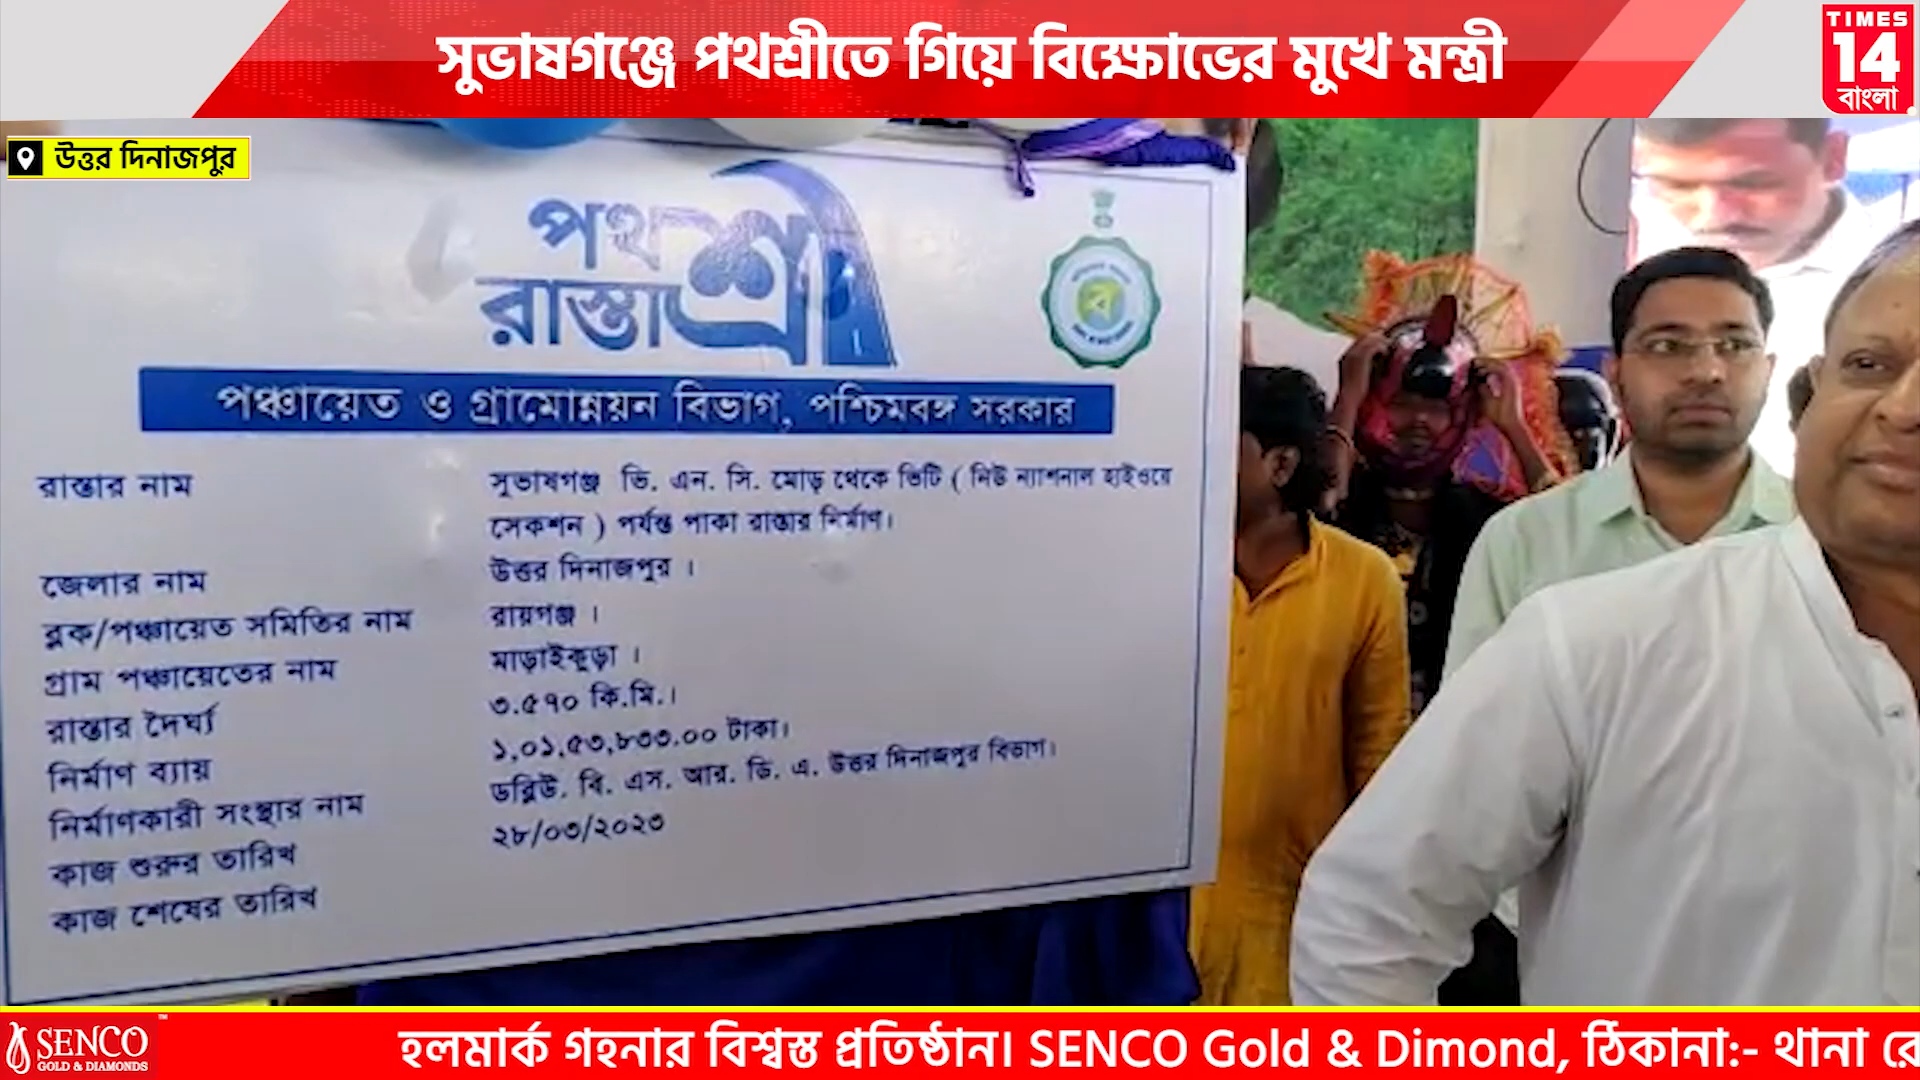 সুভাষগঞ্জে পথশ্রীতে গিয়ে বিক্ষোভের মুখে মন্ত্রী
TIMES
14
বাংলা
উত্তর দিনাজপুর
পথশ্রী
রাস্তাশ্রী
ব
পঞ্চায়েত ও গ্রামোন্নয়ন বিভাগ, পশ্চিমবঙ্গ সরকার
রাস্তার নাম সুভাষগঞ্জ ভি. এন. সি. মোড় থেকে ভিটি ( নিউ ন্যাশনাল হাইওয়ে
সেকশন ) পর্যন্ত পাকা রাস্তার নির্মাণ।
জেলার নাম উত্তর দিনাজপুর ।
ব্লক/পঞ্চায়েত সমিতির নাম রায়গঞ্জ ।
গ্রাম পঞ্চায়েতের নাম মাড়াইকুড়া ।
রাস্তার দৈর্ঘ্য ৩.৫৭০ কি.মি.।
নির্মাণ ব্যায় ১,০১,৫৩,৮৩৩.০০ টাকা।
নির্মাণকারী সংস্থার নাম ডব্লিউ. বি. এস. আর. ডি. এ. উত্তর দিনাজপুর বিভাগ।
কাজ শুরুর তারিখ ২৮/০৩/২০২৩
কাজ শেষের তারিখ
SENCO
GOLD & DIAMONDS
TM
হলমার্ক গহনার বিশ্বস্ত প্রতিষ্ঠান। SENCO Gold & Dimond, ঠিকানা:- থানা রো